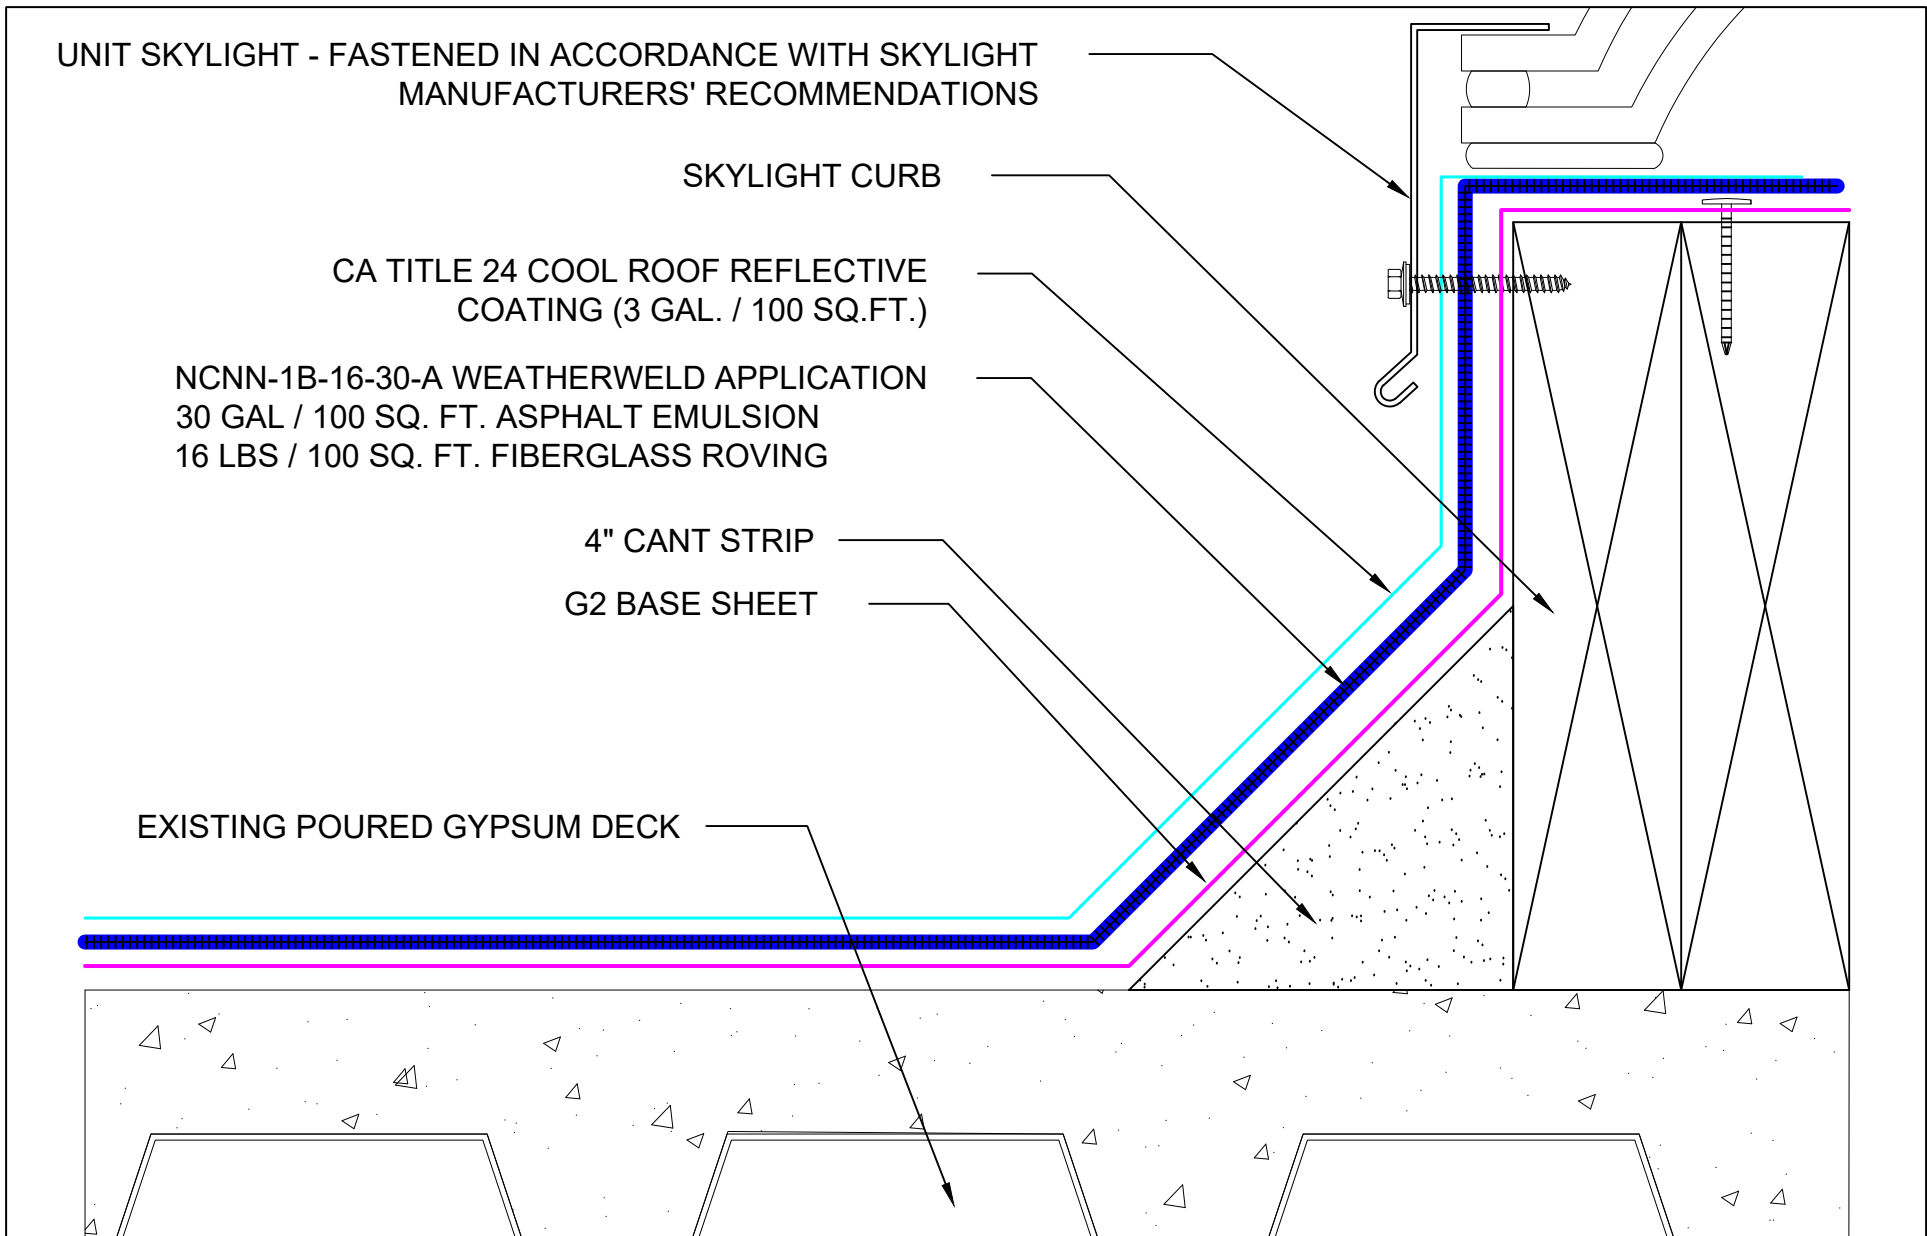 UNIT SKYLIGHT - FASTENED IN ACCORDANCE WITH SKYLIGHT
MANUFACTURERS' RECOMMENDATIONS
SKYLIGHT CURB
CA TITLE 24 COOL ROOF REFLECTIVE
COATING (3 GAL. / 100 SQ.FT.)
NCNN-1B-16-30-A WEATHERWELD APPLICATION
30 GAL / 100 SQ. FT. ASPHALT EMULSION
16 LBS / 100 SQ. FT. FIBERGLASS ROVING
4" CANT STRIP
G2 BASE SHEET
EXISTING POURED GYPSUM DECK